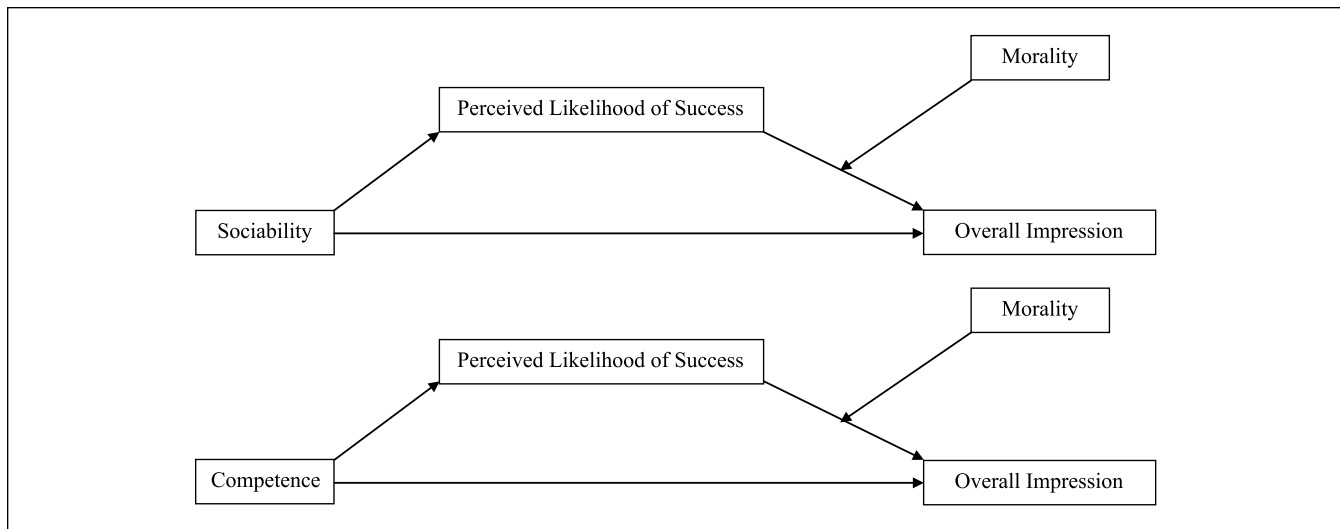 Morality
Perceived Likelihood of Success
Sociability
Overall Impression
Morality
Perceived Likelihood of Success
Competence
Overall Impression